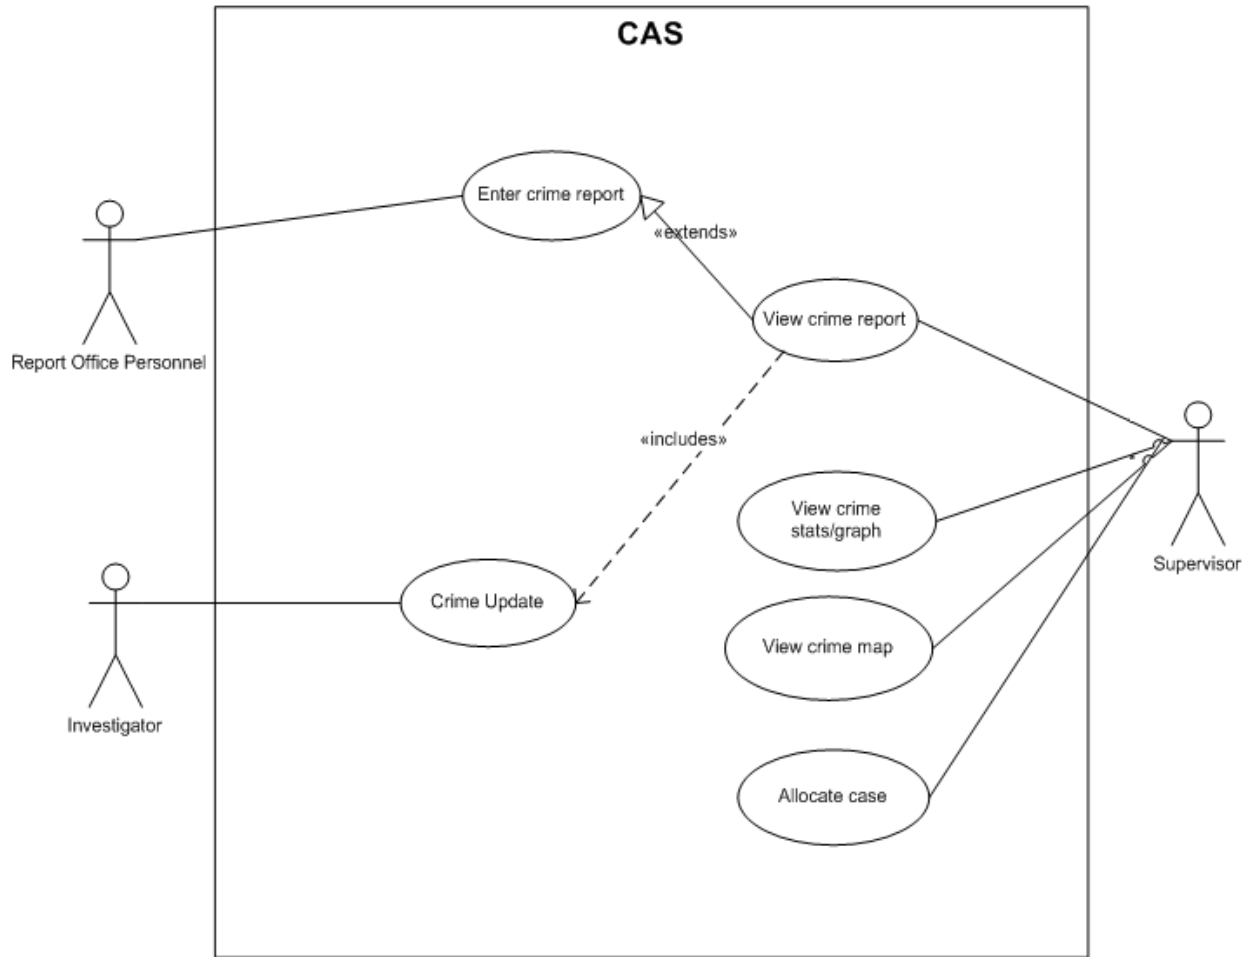 CAS
Enter crime report
«extends»
View crime report
Report Office Personnel
«includes»
View crime
stats/graph
Supervisor
Crime Update
View crime map
Investigator
Allocate case